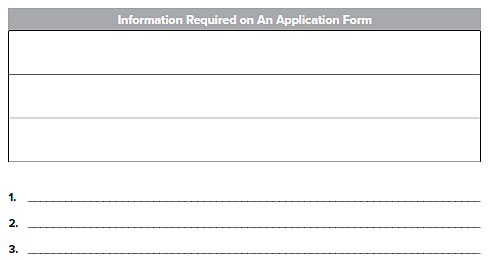 Information Required on An Application Form
1.
2.
3.